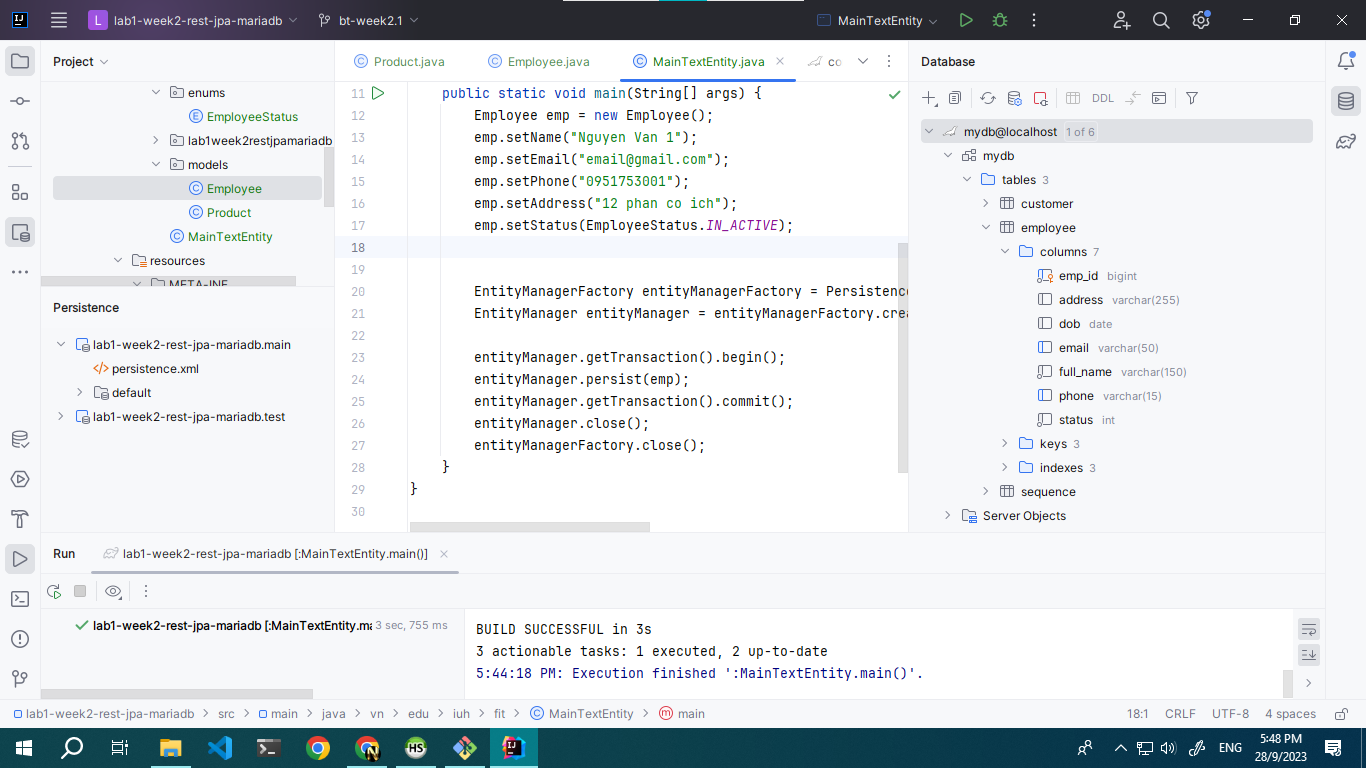 L lab1-week2-rest-jpa-mariadb bt-week2.1 MainTextEntity
Project
enums
EmployeeStatus
lab1week2restjpamariadb
models
Employee
Product
MainTextEntity
resources
META-INF
Persistence
lab1-week2-rest-jpa-mariadb.main
persistence.xml
default
lab1-week2-rest-jpa-mariadb.test
Product.java Employee.java MainTextEntity.java co
11 public static void main(String[] args) {
12 Employee emp = new Employee();
13 emp.setName("Nguyen Van 1");
14 emp.setEmail("email@gmail.com");
15 emp.setPhone("0951753001");
16 emp.setAddress("12 phan co ich");
17 emp.setStatus(EmployeeStatus.IN_ACTIVE);
18
19
20 EntityManagerFactory entityManagerFactory = Persistence
21 EntityManager entityManager = entityManagerFactory.crea
22
23 entityManager.getTransaction().begin();
24 entityManager.persist(emp);
25 entityManager.getTransaction().commit();
26 entityManager.close();
27 entityManagerFactory.close();
28 }
29 }
30
Database
DDL
mydb@localhost 1 of 6
mydb
tables 3
customer
employee
columns 7
emp_id bigint
address varchar(255)
dob date
email varchar(50)
full_name varchar(150)
phone varchar(15)
status int
keys 3
indexes 3
sequence
Server Objects
Run lab1-week2-rest-jpa-mariadb [:MainTextEntity.main()]
lab1-week2-rest-jpa-mariadb [:MainTextEntity.ma 3 sec, 755 ms
BUILD SUCCESSFUL in 3s
3 actionable tasks: 1 executed, 2 up-to-date
5:44:18 PM: Execution finished ':MainTextEntity.main()'.
lab1-week2-rest-jpa-mariadb > src > main > java > vn > edu > iuh > fit > MainTextEntity > main 18:1 CRLF UTF-8 4 spaces
ENG
5:48 PM
28/9/2023